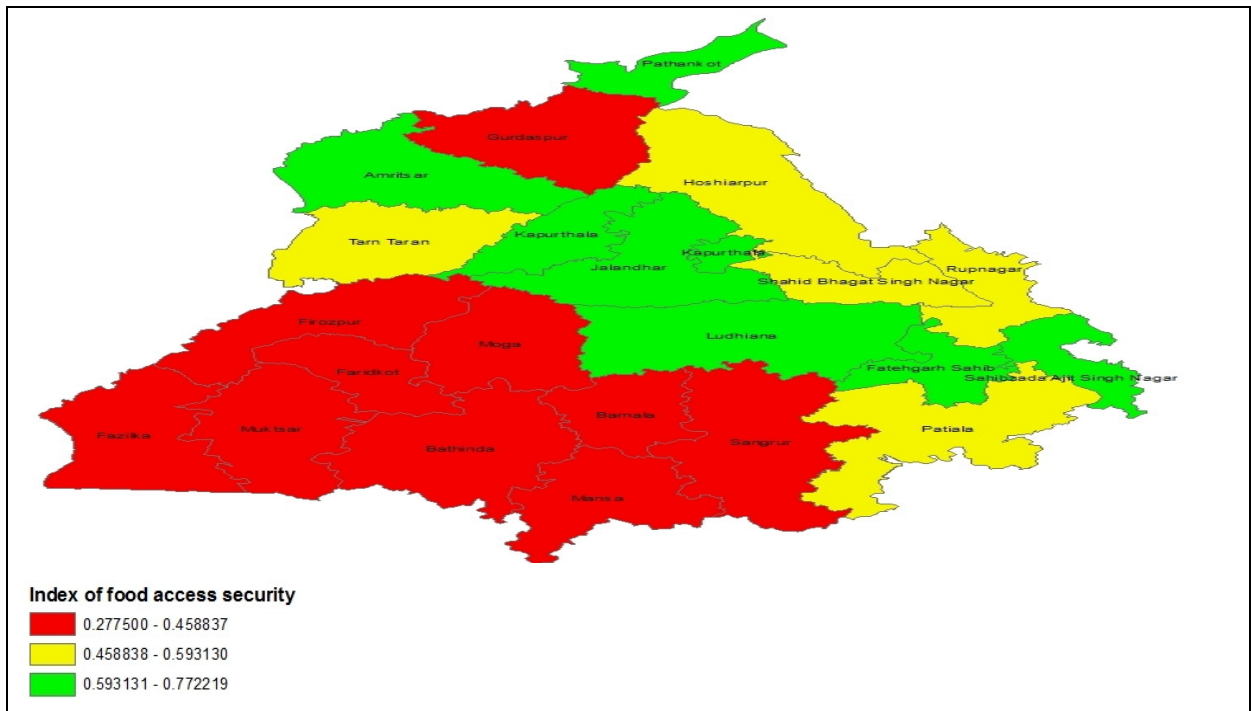 Pathankot
Gurdaspur
Amritsar
Hoshiarpur
Tarn Taran
Kapurthala
Kapurthala
Jalandhar
Rupnagar
Shahid Bhagat Singh Nagar
Firozpur
Ludhiana
Moga
Faridkot
Fatehgarh Sahib
Sahibzada Ajit Singh Nagar
Barnala
Muktsar
Patiala
Fazilka
Sangrur
Bathinda
Mansa
Index of food access security
0.277500 - 0.458837
0.458838 - 0.593130
0.593131 - 0.772219